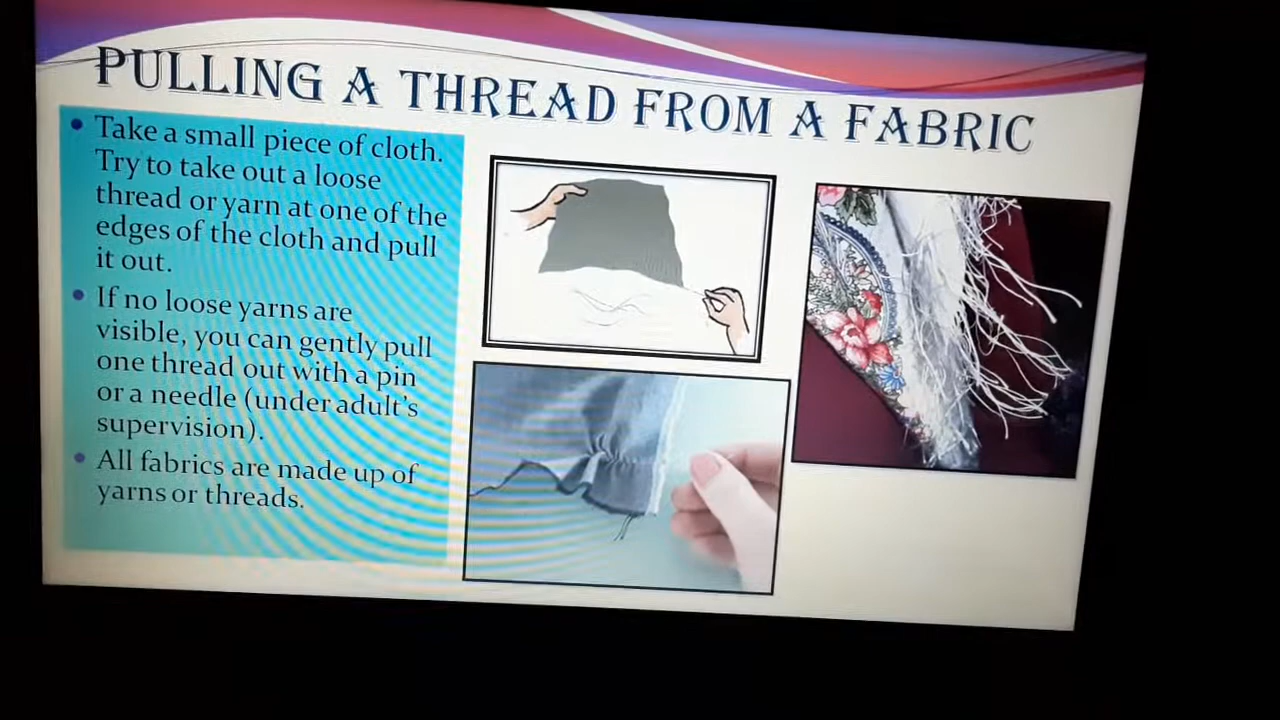 PULLING A THREAD FROM A FABRIC
Take a small piece of cloth.
Try to take out a loose
thread or yarn at one of the
edges of the cloth and pull
it out.
If no loose yarns are
visible, you can gently pull
one thread out with a pin
or a needle (under adult's
supervision).
All fabrics are made up of
yarns or threads.